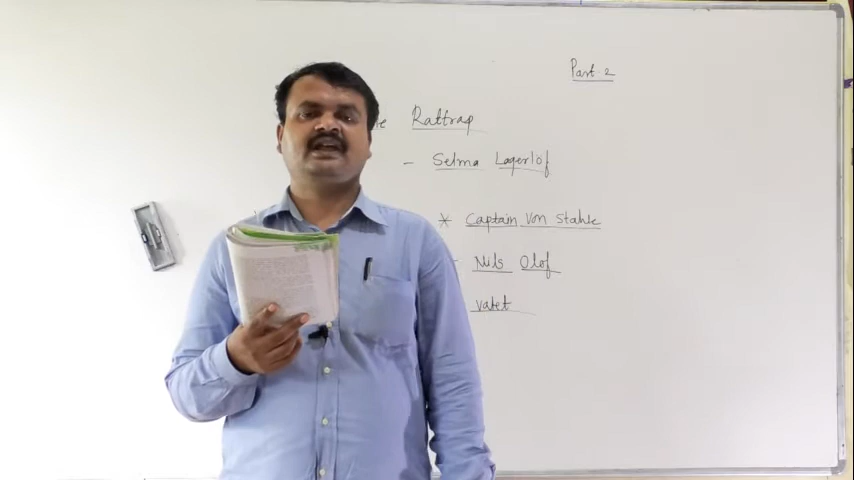 Part 2
Rattrap
- Selma Lagerlof
* Captain Von Stahle
Nils Olof
valet